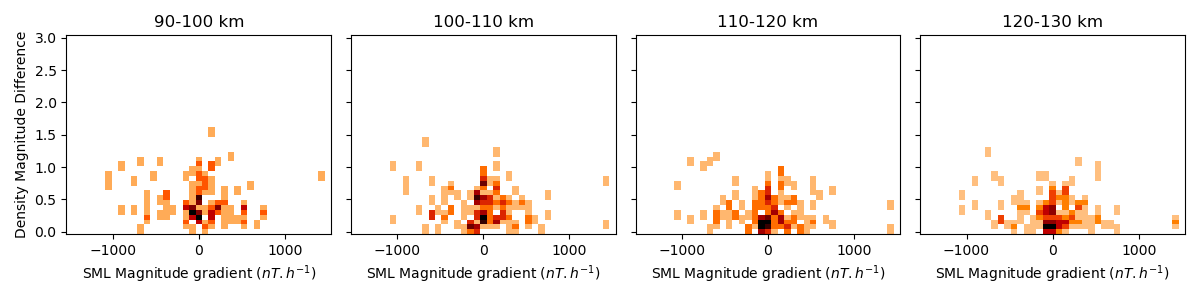 90-100 km
100-110 km
110-120 km
120-130 km
Density Magnitude Difference
3.0
2.5
2.0
1.5
1.0
0.5
0.0
−1000 0 1000
−1000 0 1000
−1000 0 1000
−1000 0 1000
SML Magnitude gradient (nT.h⁻¹)
SML Magnitude gradient (nT.h⁻¹)
SML Magnitude gradient (nT.h⁻¹)
SML Magnitude gradient (nT.h⁻¹)